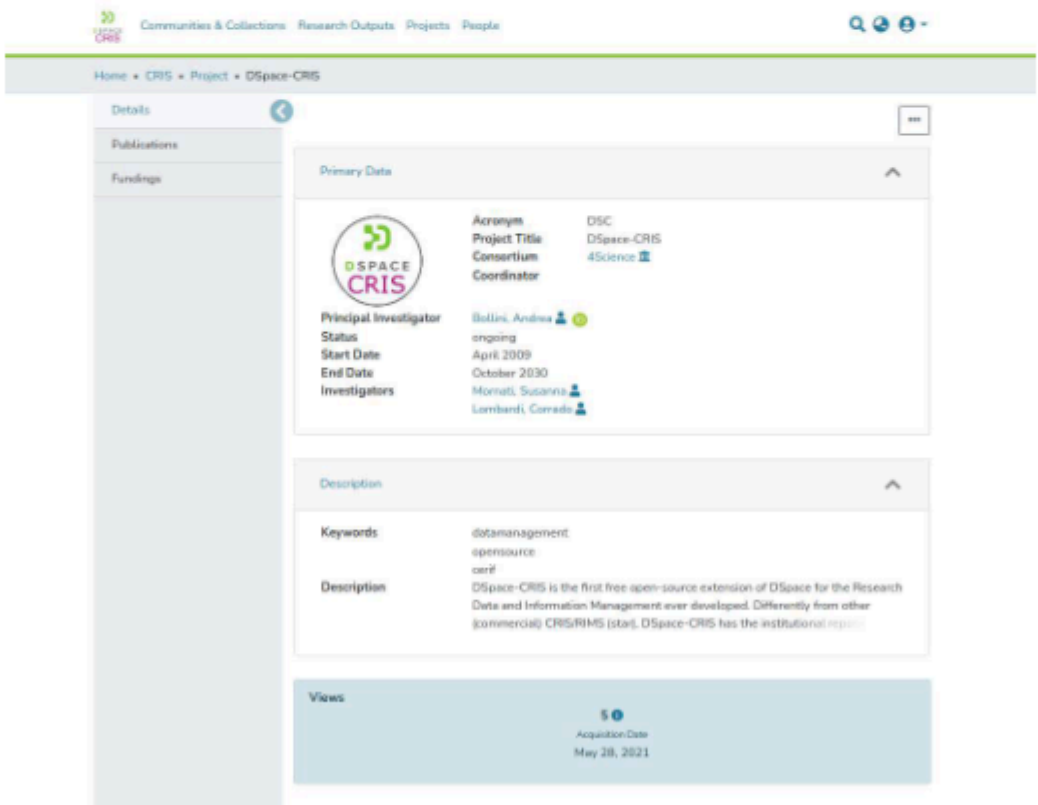 DSPACE CRIS Communities & Collections Research Outputs Projects People
Home • CRIS • Project • DSpace-CRIS
Details
Publications
Fundings
Primary Data
DSPACE
CRIS
Acronym DSC
Project Title DSpace-CRIS
Consortium 4Science
Coordinator
Principal Investigator Bollini, Andrea iD
Status ongoing
Start Date April 2009
End Date October 2030
Investigators Mornati, Susanna
Lombardi, Corrado
Description
Keywords datamanagement
opensource
cerif
Description DSpace-CRIS is the first free open-source extension of DSpace for the Research
Data and Information Management ever developed. Differently from other
(commercial) CRIS/RIMS (star), DSpace-CRIS has the institutional
Views
5
Acquisition Date
May 28, 2021